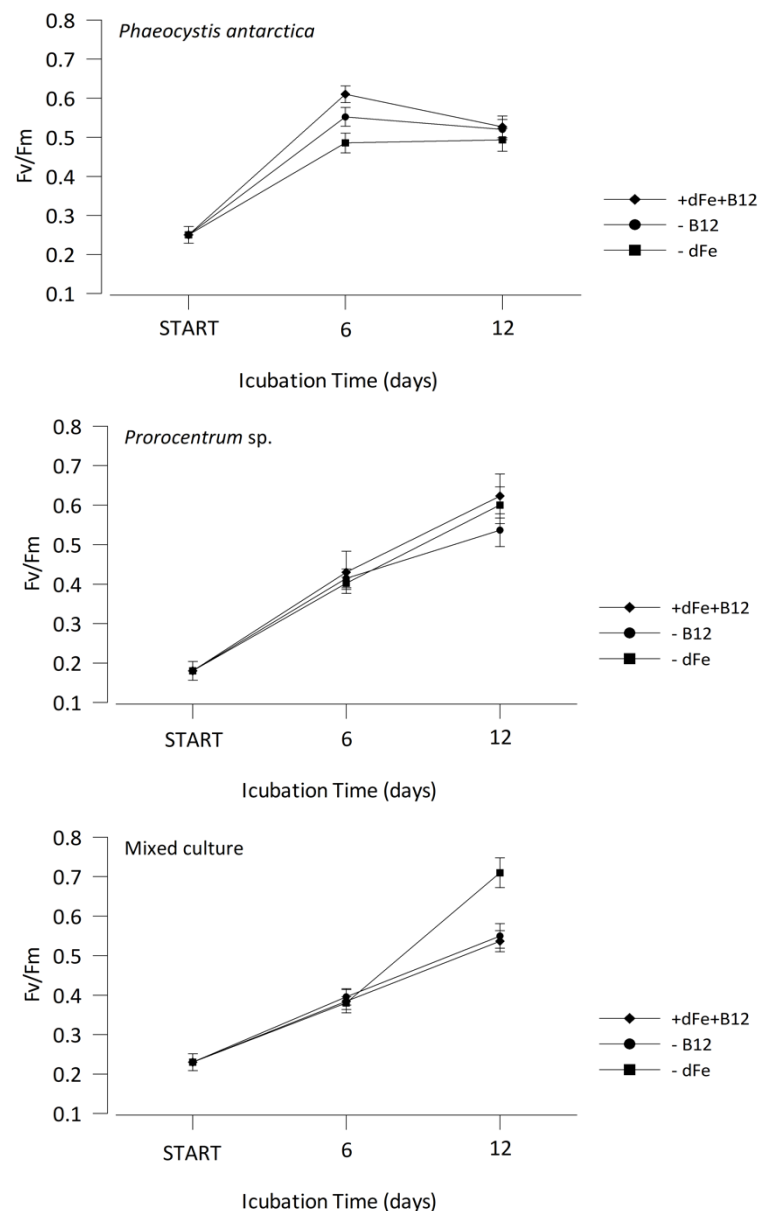 Phaeocystis antarctica
0.8
0.7
0.6
0.5
0.4
0.3
0.2
0.1
Fv/Fm
START 6 12
Icubation Time (days)
+dFe+B12
- B12
- dFe
Prorocentrum sp.
0.8
0.7
0.6
0.5
0.4
0.3
0.2
0.1
Fv/Fm
START 6 12
Icubation Time (days)
+dFe+B12
- B12
- dFe
Mixed culture
0.8
0.7
0.6
0.5
0.4
0.3
0.2
0.1
Fv/Fm
START 6 12
Icubation Time (days)
+dFe+B12
- B12
- dFe